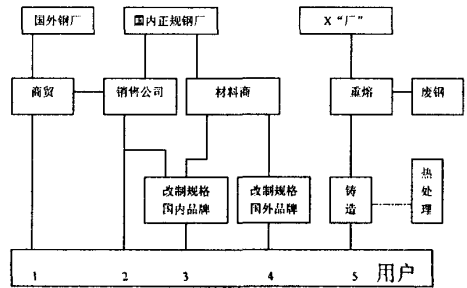 国外钢厂
国内正规钢厂
X“厂”
商贸
销售公司
材料商
重熔
废钢
改制规格
国内品牌
改制规格
国外品牌
铸造
热处理
1
2
3
4
5
用户